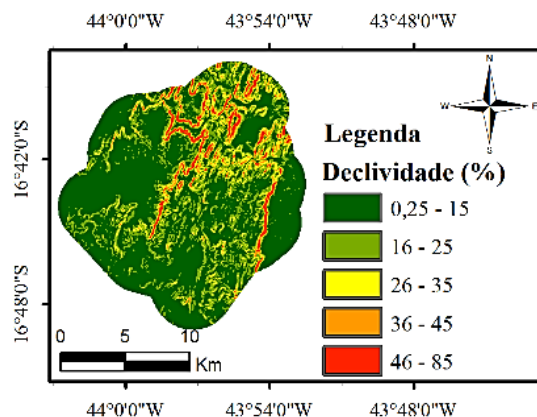 44°0'0"W 43°54'0"W 43°48'0"W
16°42'0"S
16°48'0"S
N
W E
S
Legenda
Declividade (%)
0,25 - 15
16 - 25
26 - 35
36 - 45
46 - 85
0 5 10
Km
44°0'0"W 43°54'0"W 43°48'0"W